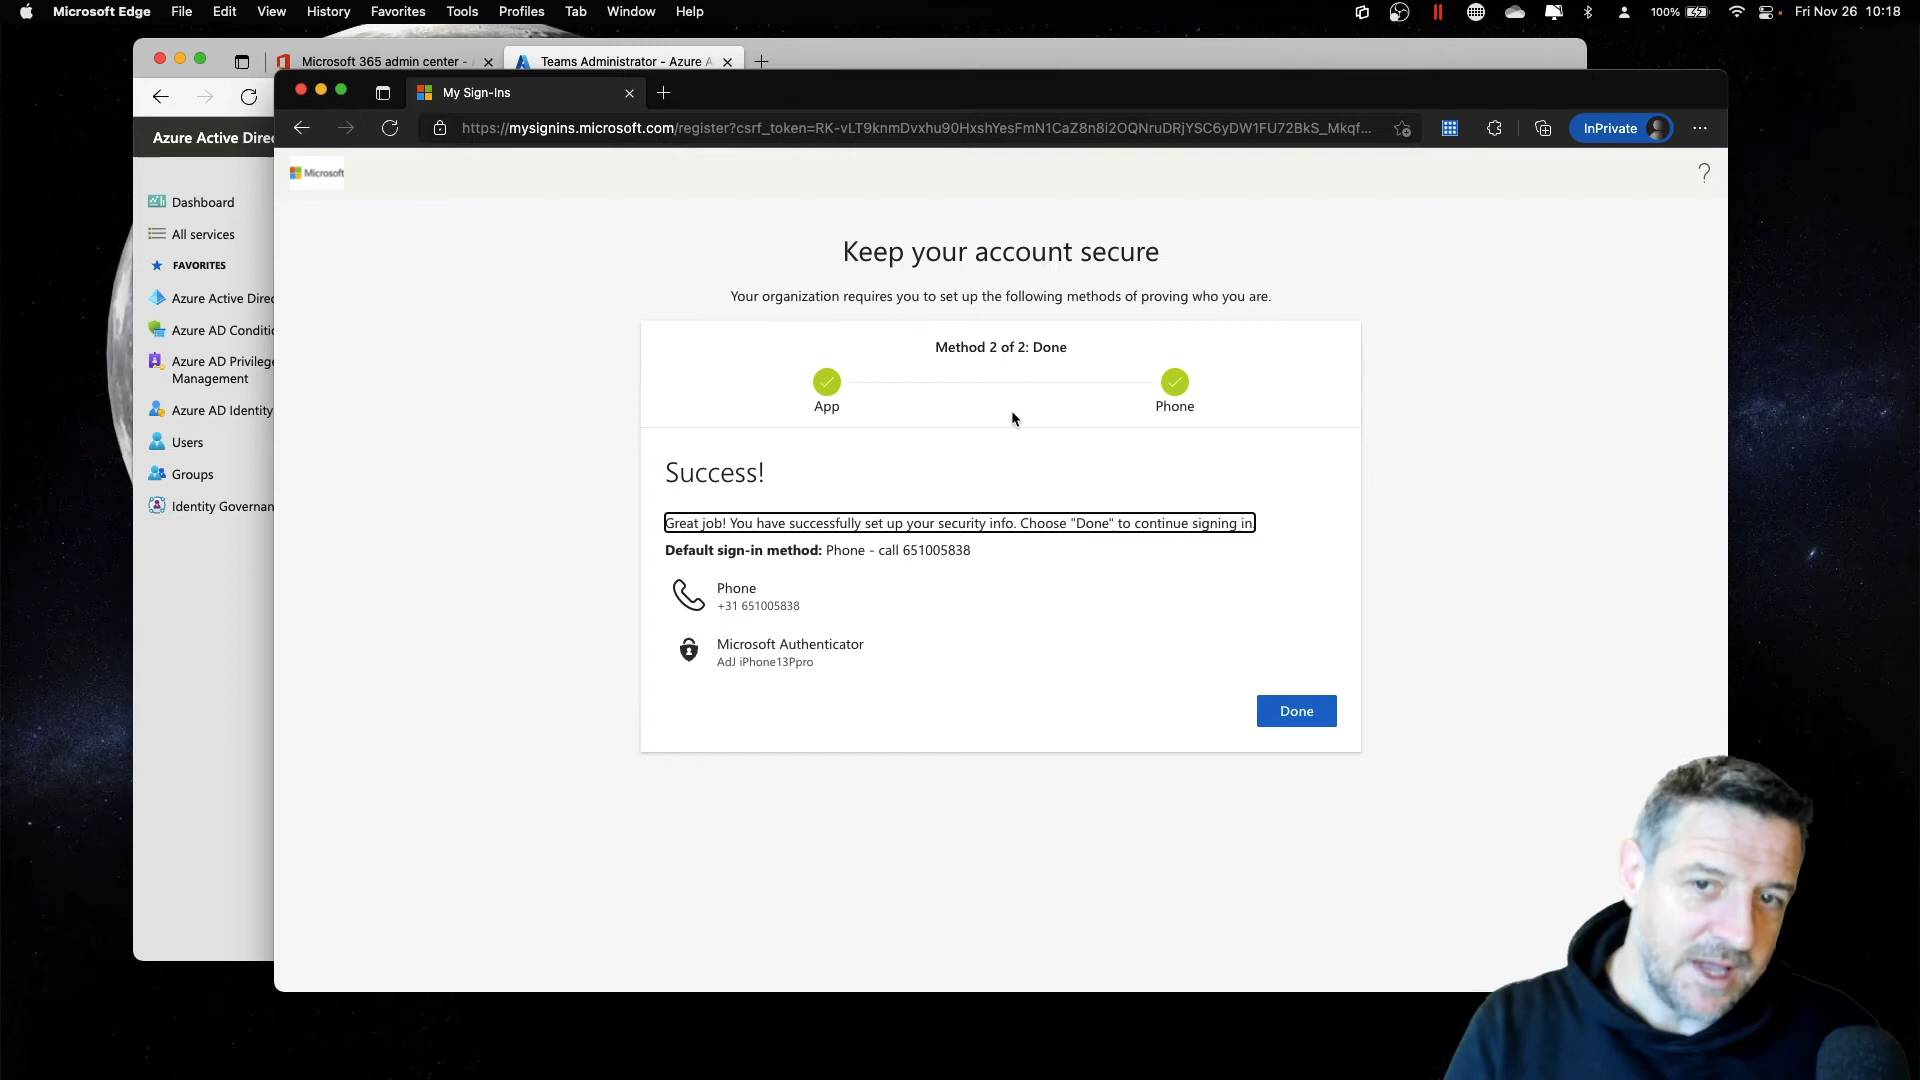 Microsoft Edge File Edit View History Favorites Tools Profiles Tab Window Help 100% Fri Nov 26 10:18
Microsoft 365 admin center - Teams Administrator - Azure A
My Sign-Ins
https://mysignins.microsoft.com/register?csrf_token=RK-vLT9knmDvxhu90HxshYesFmN1CaZ8n8i2OQNruDRjYSC6yDW1FU72BkS_Mkqf... InPrivate
Azure Active Direc
Microsoft
?
Dashboard
All services
FAVORITES
Azure Active Direc
Azure AD Conditio
Azure AD Privilege
Management
Azure AD Identity
Users
Groups
Identity Governan
Keep your account secure
Your organization requires you to set up the following methods of proving who you are.
Method 2 of 2: Done
App Phone
Success!
Great job! You have successfully set up your security info. Choose "Done" to continue signing in.
Default sign-in method: Phone - call 651005838
Phone
+31 651005838
Microsoft Authenticator
AdJ iPhone13Ppro
Done